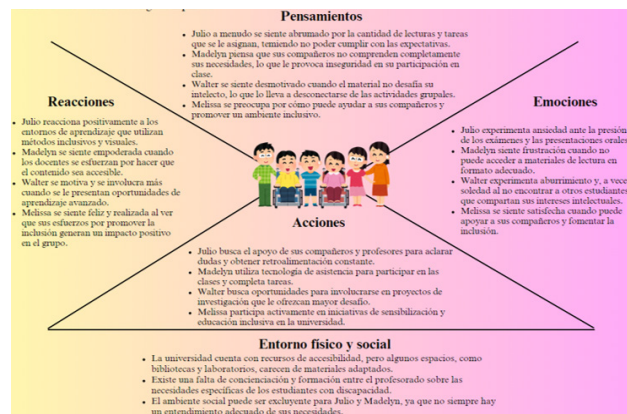 Pensamientos
• Julio a menudo se siente abrumado por la cantidad de lecturas y tareas
que se le asignan, temiendo no poder cumplir con las expectativas.
• Madelyn piensa que sus compañeros no comprenden completamente
sus necesidades, lo que le provoca inseguridad en su participación en
clase.
• Walter se siente desmotivado cuando el material no desafía su
intelecto, lo que lo lleva a desconectarse de las actividades grupales.
• Melissa se preocupa por cómo puede ayudar a sus compañeros y
promover un ambiente inclusivo.
Reacciones
• Julio reacciona positivamente a los
entornos de aprendizaje que utilizan
métodos inclusivos y visuales.
• Madelyn se siente empoderada cuando
los docentes se esfuerzan por hacer que
el contenido sea accesible.
• Walter se motiva y se involucra más
cuando se le presentan oportunidades de
aprendizaje avanzado.
• Melissa se siente feliz y realizada al ver
que sus esfuerzos por promover la
inclusión generan un impacto positivo
en el grupo.
Emociones
• Julio experimenta ansiedad ante la presión
de los exámenes y las presentaciones orales
• Madelyn siente frustración cuando no
puede acceder a materiales de lectura en
formato adecuado.
• Walter experimenta aburrimiento y, a vece
soledad al no encontrar a otros estudiantes
que compartan sus intereses intelectuales.
• Melissa se siente satisfecha cuando puede
apoyar a sus compañeros y fomentar la
inclusión.
Acciones
• Julio busca el apoyo de sus compañeros y profesores para aclarar
dudas y obtener retroalimentación constante.
• Madelyn utiliza tecnología de asistencia para participar en las
clases y completa tareas.
• Walter busca oportunidades para involucrarse en proyectos de
investigación que le ofrezcan mayor desafío.
• Melissa participa activamente en iniciativas de sensibilización y
educación inclusiva en la universidad.
Entorno físico y social
• La universidad cuenta con recursos de accesibilidad, pero algunos espacios, como
bibliotecas y laboratorios, carecen de materiales adaptados.
• Existe una falta de concienciación y formación entre el profesorado sobre las
necesidades específicas de los estudiantes con discapacidad.
• El ambiente social puede ser excluyente para Julio y Madelyn, ya que no siempre hay
un entendimiento adecuado de sus necesidades.